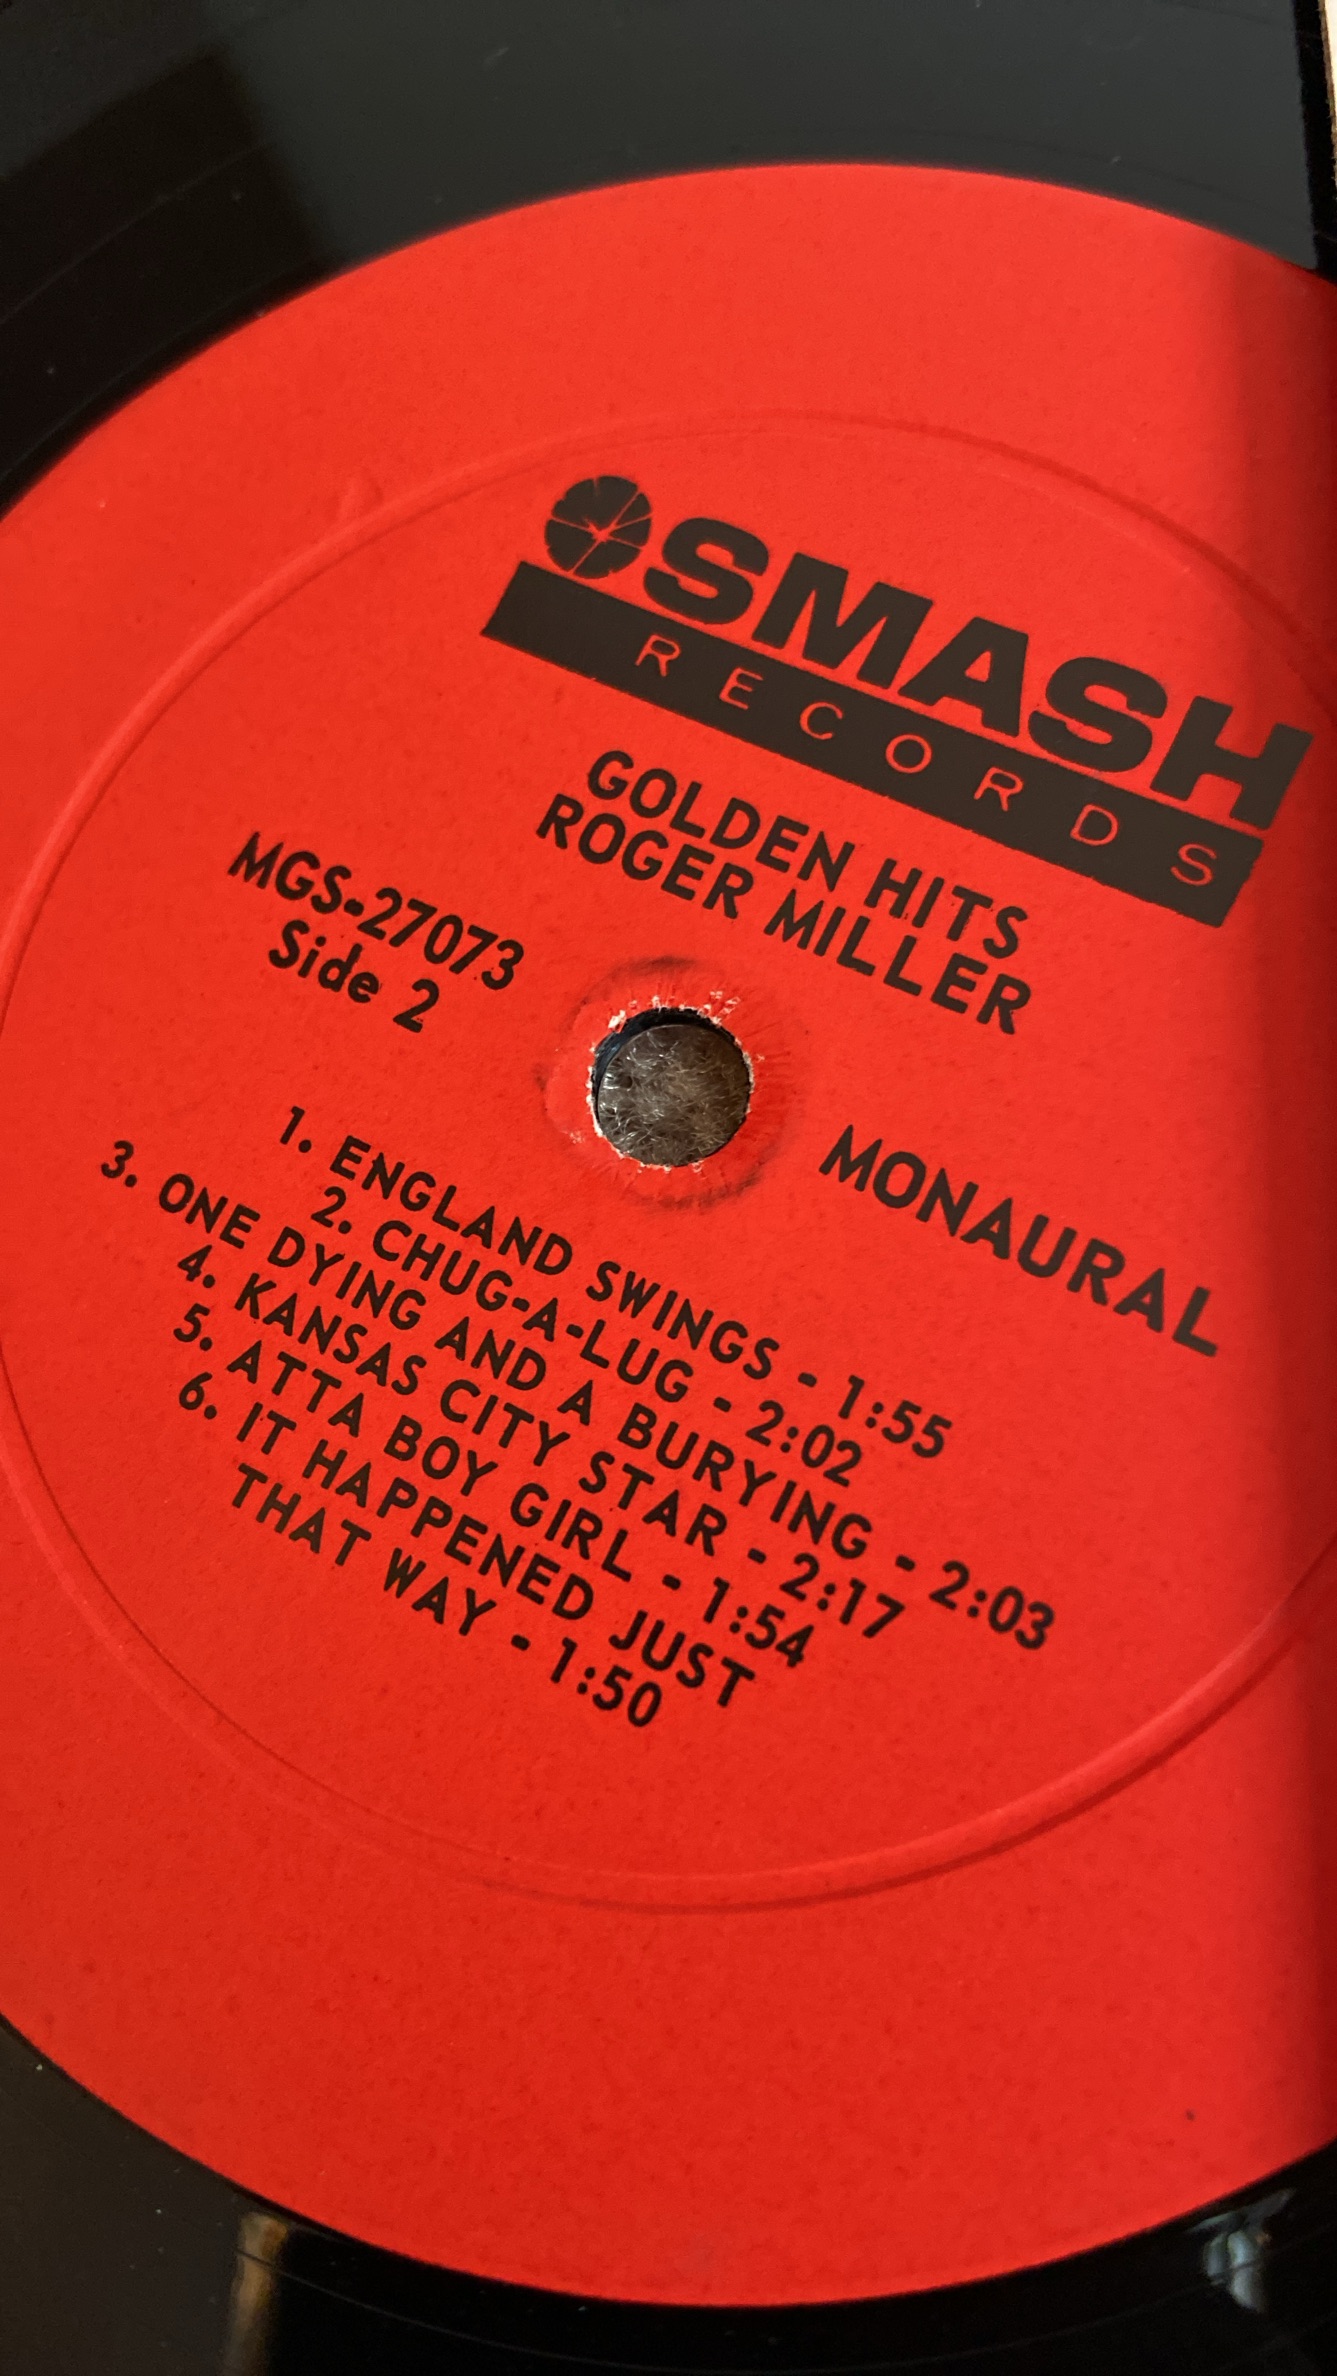 SMASH
RECORDS
GOLDEN HITS
ROGER MILLER
MGS-27073
Side 2
MONAURAL
1. ENGLAND SWINGS - 1:55
2. CHUG-A-LUG - 2:02
3. ONE DYING AND A BURYING - 2:03
4. KANSAS CITY STAR - 2:17
5. ATTA BOY GIRL - 1:54
6. IT HAPPENED JUST
THAT WAY - 1:50